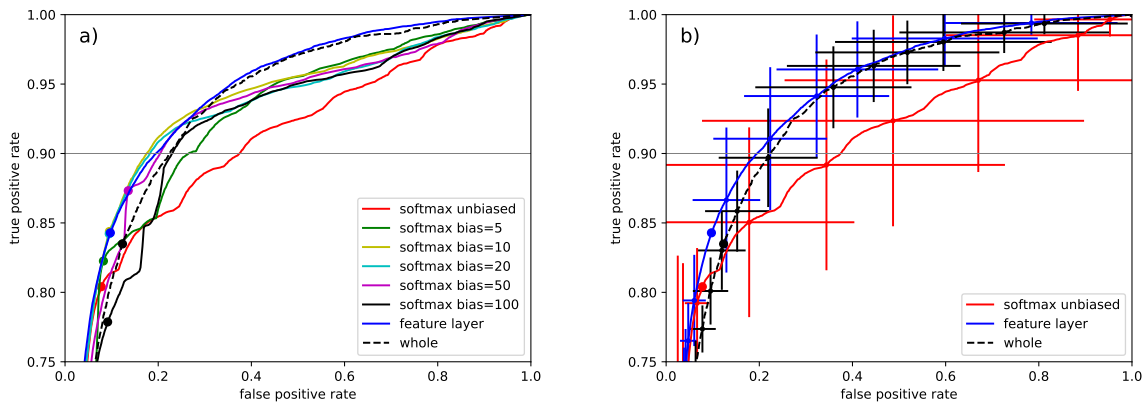 a)
1.00
0.95
0.90
0.85
0.80
0.75
true positive rate
0.0
0.2
0.4
0.6
0.8
1.0
false positive rate
softmax unbiased
softmax bias=5
softmax bias=10
softmax bias=20
softmax bias=50
softmax bias=100
feature layer
whole
b)
1.00
0.95
0.90
0.85
0.80
0.75
true positive rate
0.0
0.2
0.4
0.6
0.8
1.0
false positive rate
softmax unbiased
feature layer
whole